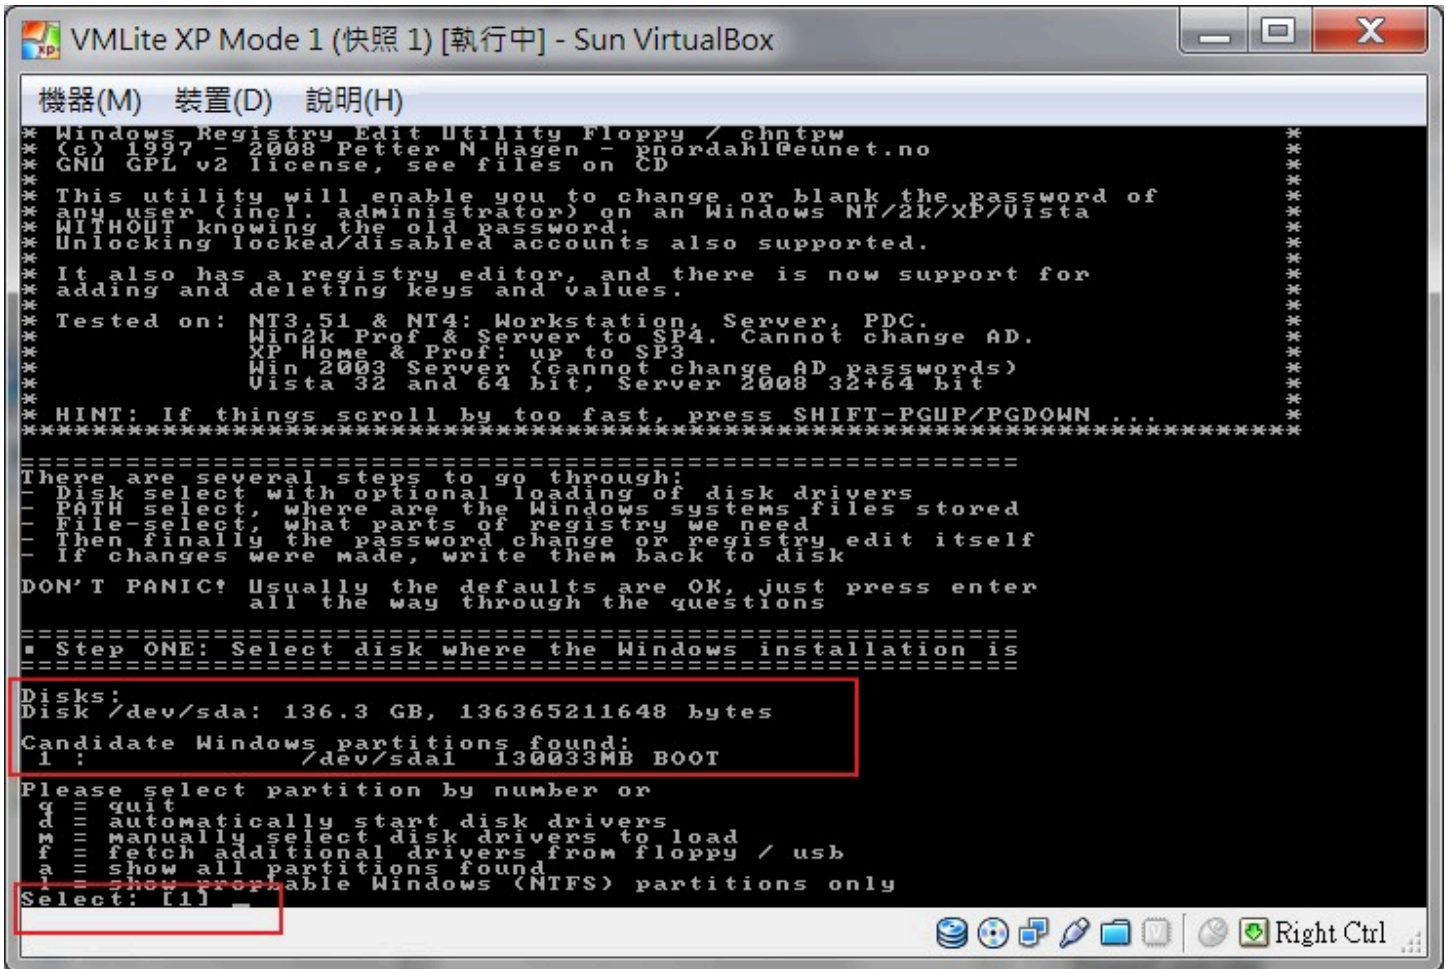 VMLite XP Mode 1 (快照 1) [執行中] - Sun VirtualBox
機器(M) 裝置(D) 說明(H)
* Windows Registry Edit Utility Floppy / chntpw *
* (c) 1997 - 2008 Petter N Hagen - pnordahl@eunet.no *
* GNU GPL v2 license, see files on CD *
* *
* This utility will enable you to change or blank the password of *
* any user (incl. administrator) on an Windows NT/2k/XP/Vista *
* WITHOUT knowing the old password. *
* Unlocking locked/disabled accounts also supported. *
* *
* It also has a registry editor, and there is now support for *
* adding and deleting keys and values. *
* *
* Tested on: NT3.51 & NT4: Workstation, Server, PDC. *
* Win2k Prof & Server to SP4. Cannot change AD. *
* XP Home & Prof: up to SP3 *
* Win 2003 Server (cannot change AD passwords) *
* Vista 32 and 64 bit, Server 2008 32+64 bit *
* *
* HINT: If things scroll by too fast, press SHIFT-PGUP/PGDOWN ... *
*************************************************************************
=========================================================
There are several steps to go through:
- Disk select with optional loading of disk drivers
- PATH select, where are the Windows systems files stored
- File-select, what parts of registry we need
- Then finally the password change or registry edit itself
- If changes were made, write them back to disk
DON'T PANIC! Usually the defaults are OK, just press enter
all the way through the questions
=========================================================
▪ Step ONE: Select disk where the Windows installation is
=========================================================
Disks:
Disk /dev/sda: 136.3 GB, 136365211648 bytes
Candidate Windows partitions found:
1 : /dev/sda1 130033MB BOOT
Please select partition by number or
q = quit
d = automatically start disk drivers
m = manually select disk drivers to load
f = fetch additional drivers from floppy / usb
a = show all partitions found
l = show propbable Windows (NTFS) partitions only
Select: [1] _
Right Ctrl